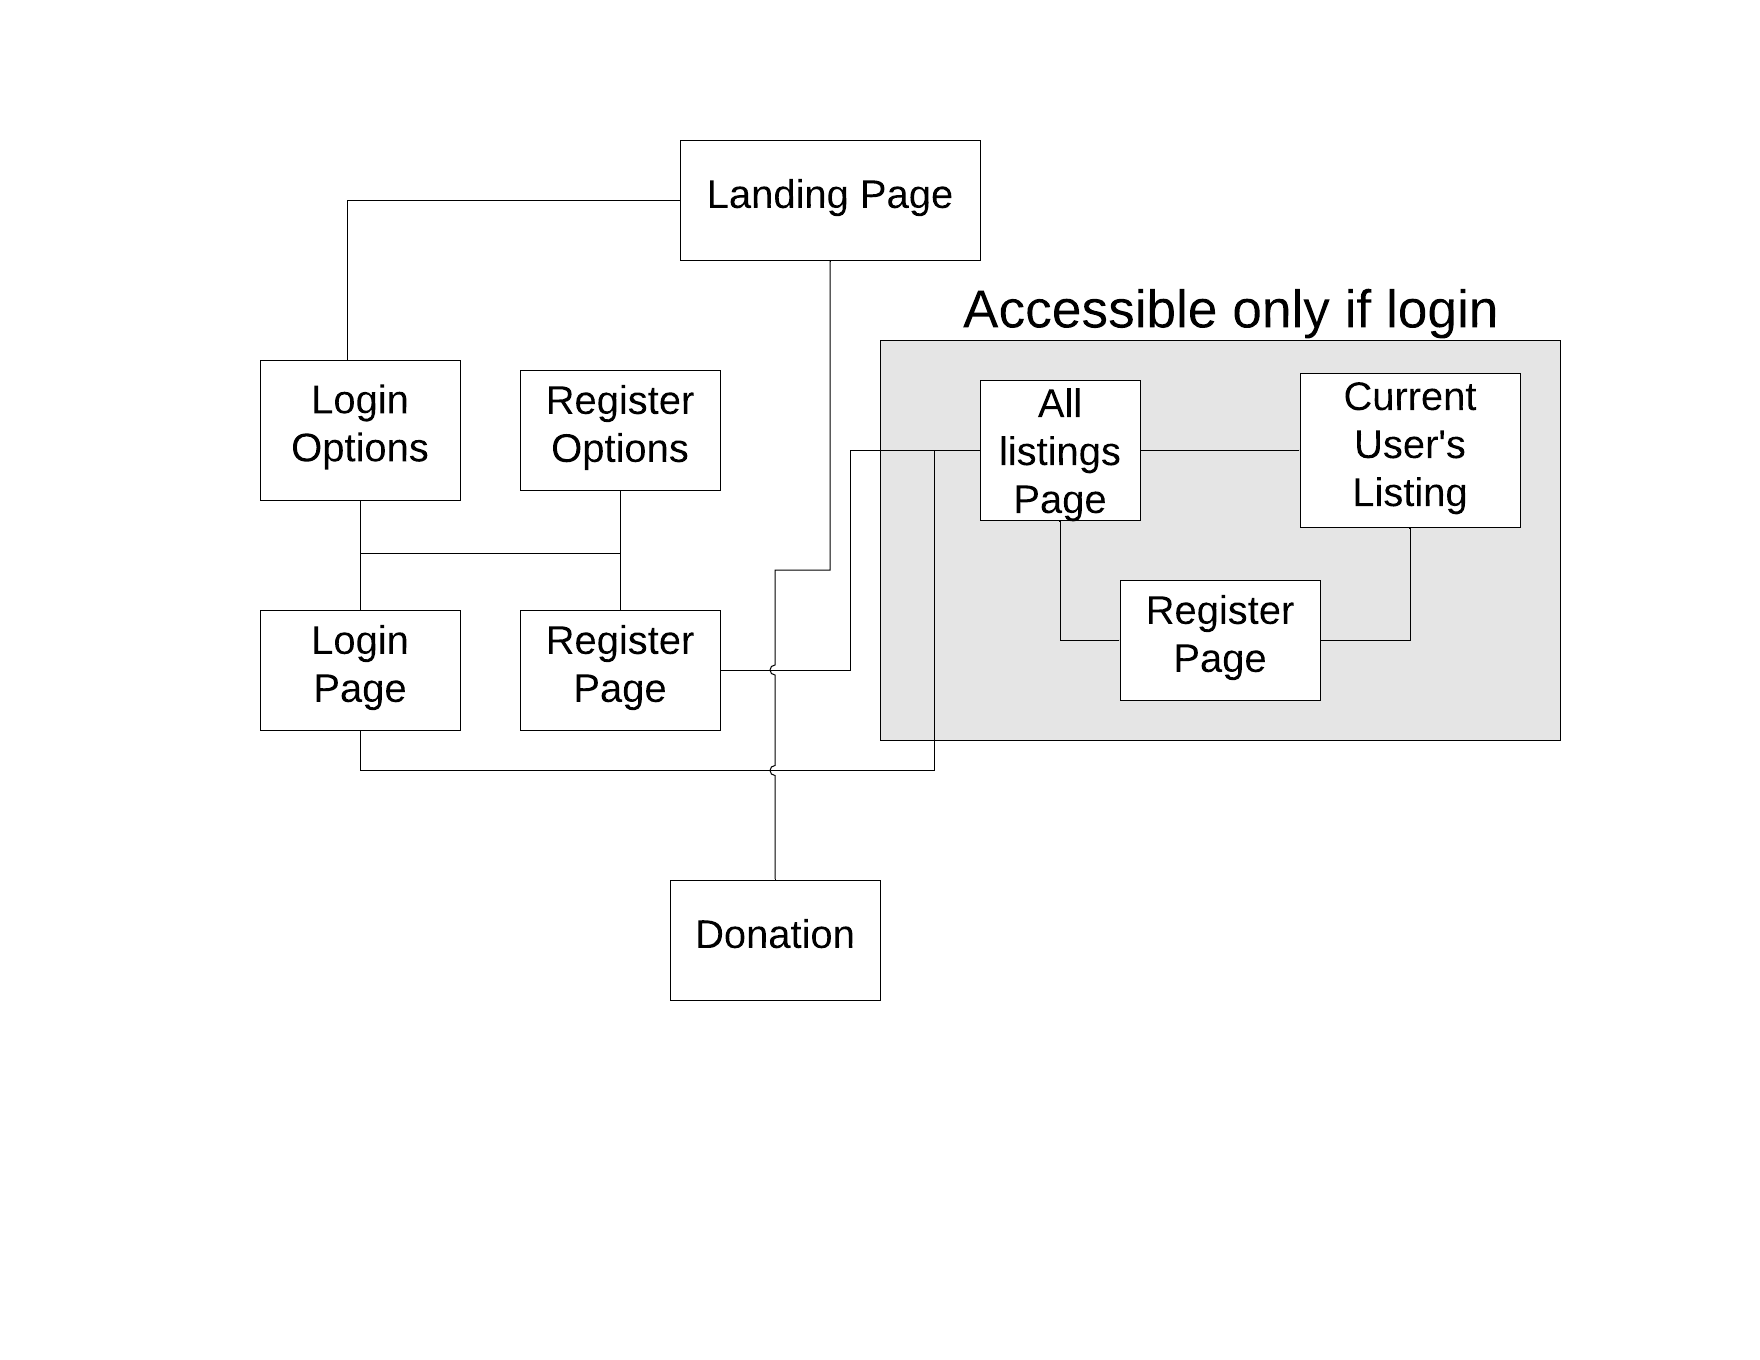 Landing Page
Accessible only if login
Login
Options
Register
Options
All
listings
Page
Current
User's
Listing
Login
Page
Register
Page
Register
Page
Donation